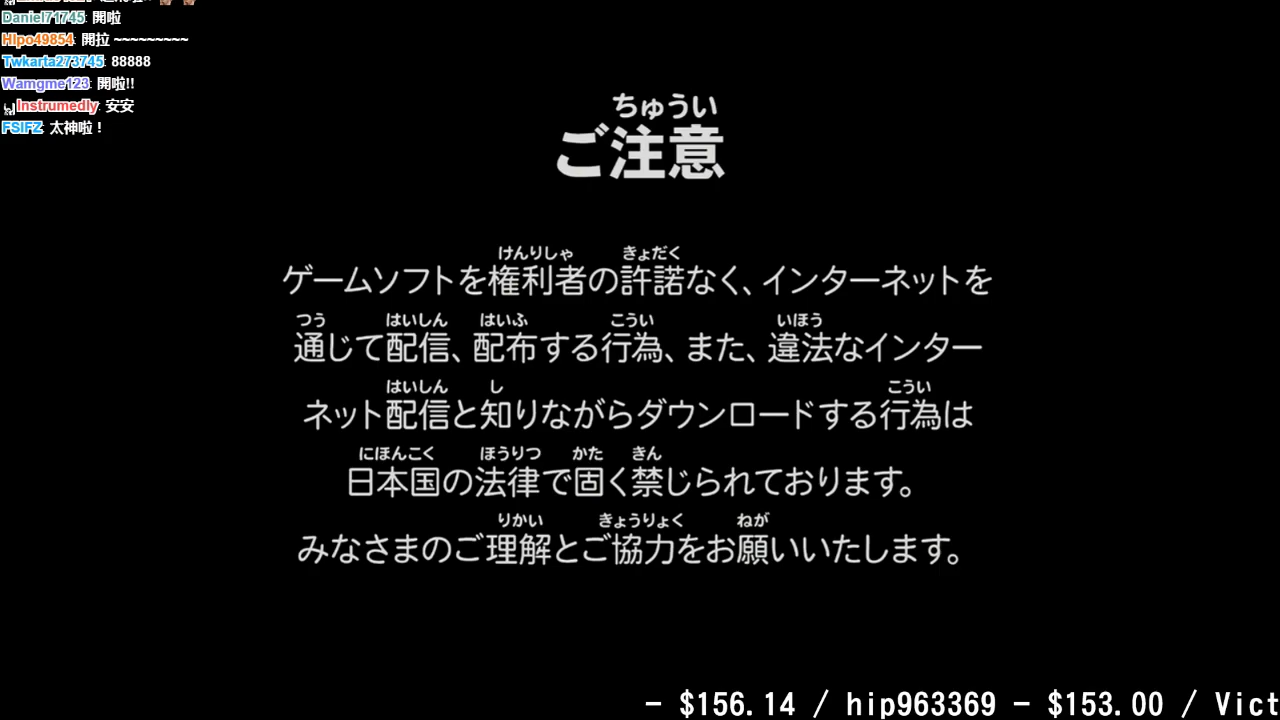 Daniel71745: 開啦
Hipo49854: 開拉 ~~~~~~~~~
Twkarta273745: 88888
Wamgme123: 開啦!!
Instrumedly: 安安
FSIFZ: 太神啦！
ちゅうい
ご注意
けんりしゃ きょだく
ゲームソフトを権利者の許諾なく、インターネットを
つう はいしん はいふ こうい いほう
通じて配信、配布する行為、また、違法なインター
はいしん し こうい
ネット配信と知りながらダウンロードする行為は
にほんこく ほうりつ かた きん
日本国の法律で固く禁じられております。
りかい きょうりょく ねが
みなさまのご理解とご協力をお願いいたします。
– $156.14 / hip963369 – $153.00 / Vict